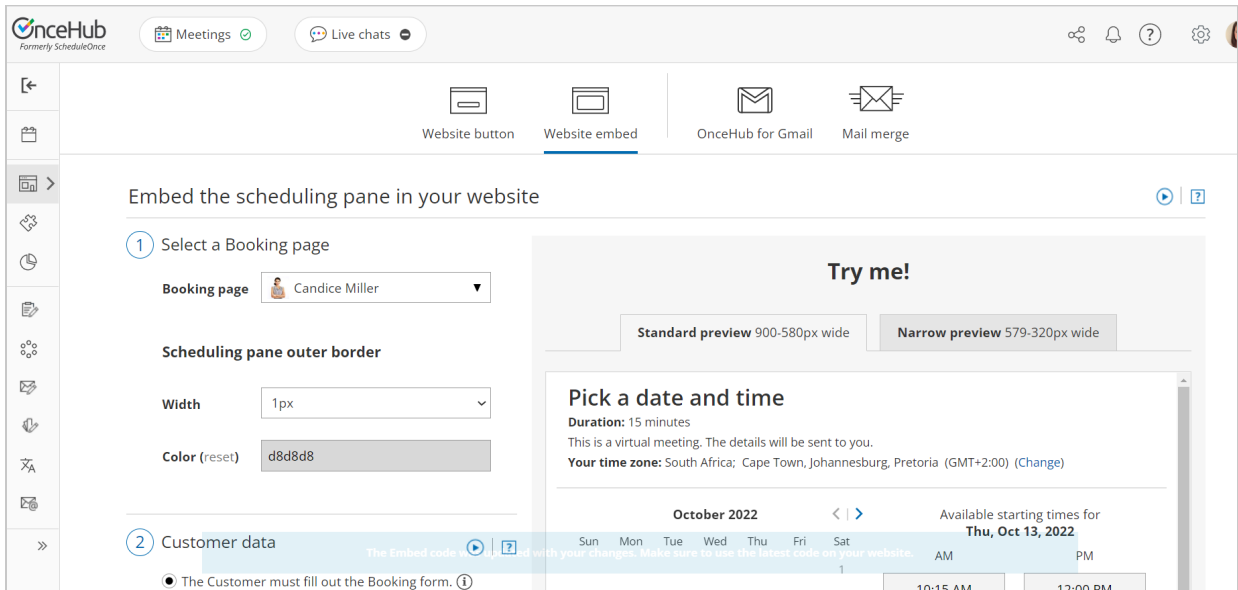 OnceHub
Formerly ScheduleOnce
Meetings
Live chats
Website button
Website embed
OnceHub for Gmail
Mail merge
Embed the scheduling pane in your website
1 Select a Booking page
Booking page Candice Miller
Scheduling pane outer border
Width 1px
Color (reset) d8d8d8
2 Customer data
The Customer must fill out the Booking form.
Try me!
Standard preview 900-580px wide
Narrow preview 579-320px wide
Pick a date and time
Duration: 15 minutes
This is a virtual meeting. The details will be sent to you.
Your time zone: South Africa; Cape Town, Johannesburg, Pretoria (GMT+2:00) (Change)
October 2022
Sun Mon Tue Wed Thu Fri Sat
1
Available starting times for
Thu, Oct 13, 2022
AM PM
10:15 AM 12:00 PM
The Embed code with your changes. Make sure to use the latest code on your website.